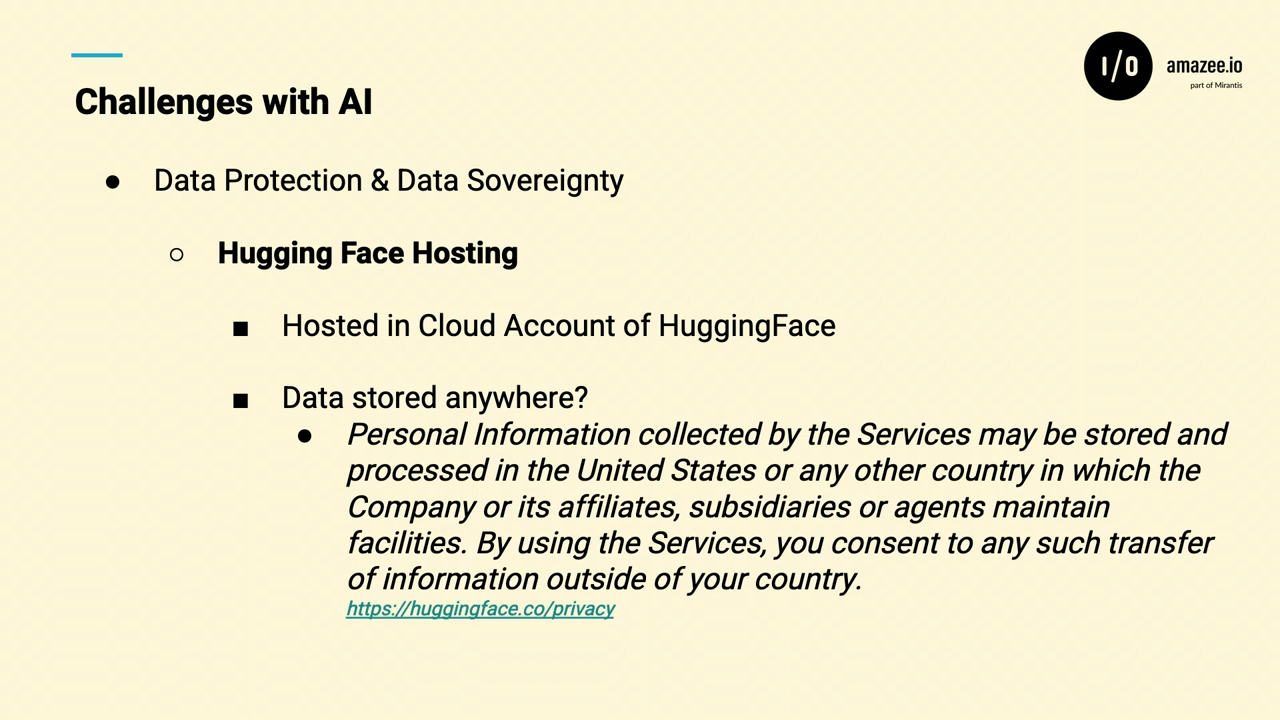 I/O amazee.io
part of Mirantis
Challenges with AI
● Data Protection & Data Sovereignty
○ Hugging Face Hosting
■ Hosted in Cloud Account of HuggingFace
■ Data stored anywhere?
● Personal Information collected by the Services may be stored and
processed in the United States or any other country in which the
Company or its affiliates, subsidiaries or agents maintain
facilities. By using the Services, you consent to any such transfer
of information outside of your country.
https://huggingface.co/privacy